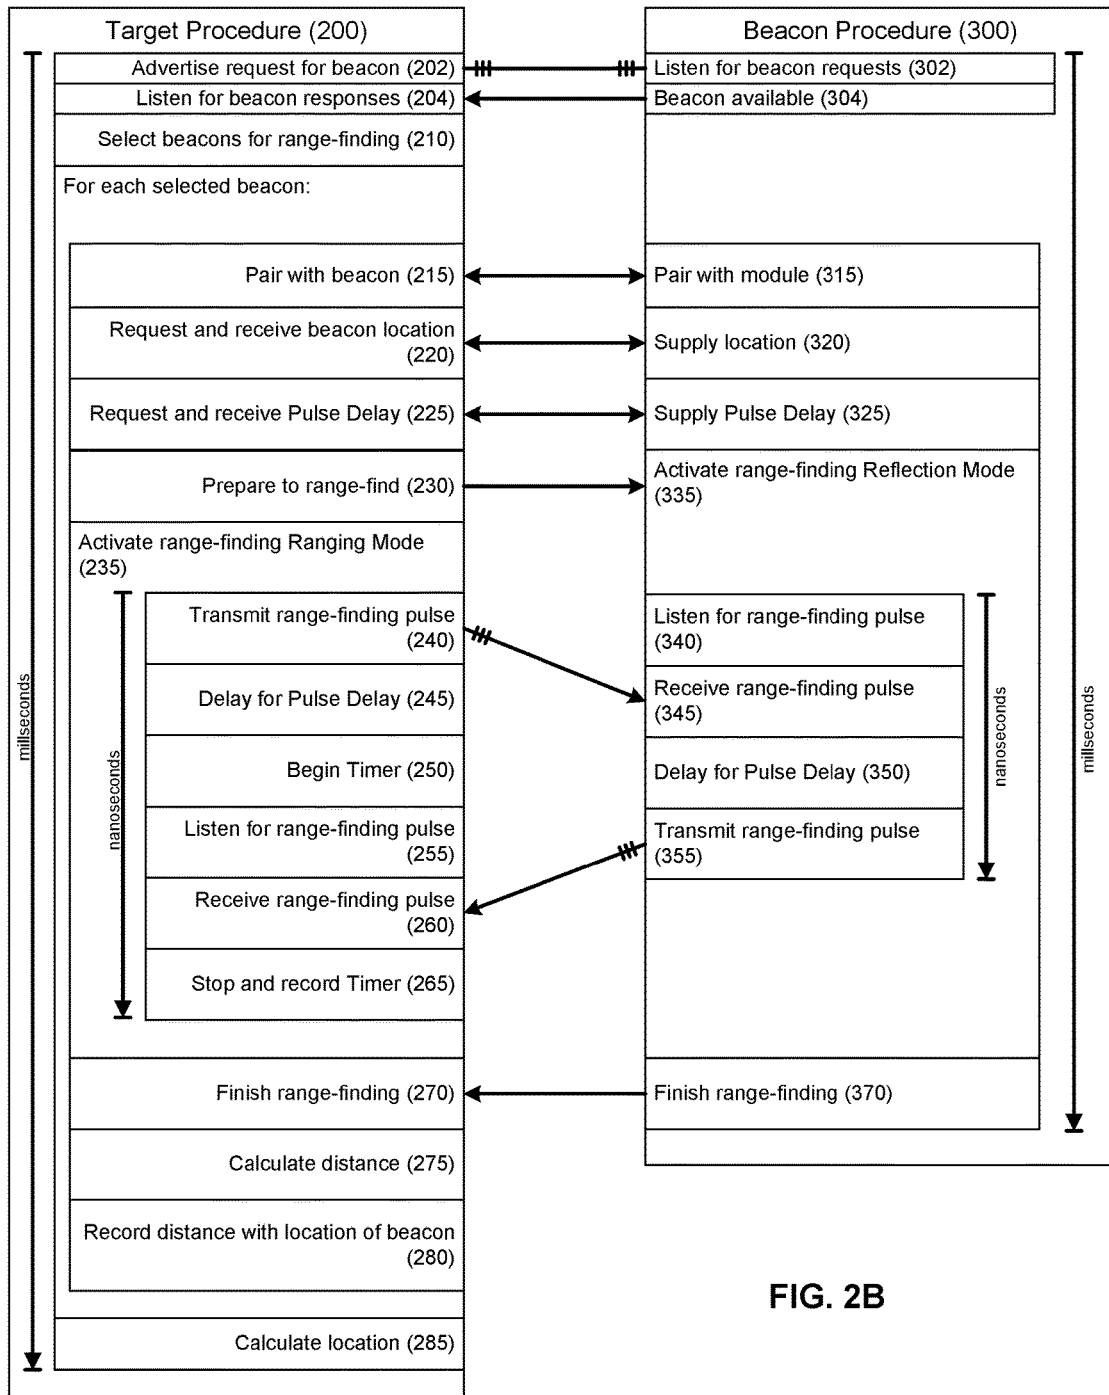 Target Procedure (200)
Beacon Procedure (300)
Advertise request for beacon (202)
Listen for beacon requests (302)
Listen for beacon responses (204)
Beacon available (304)
Select beacons for range-finding (210)
For each selected beacon:
Pair with beacon (215)
Pair with module (315)
Request and receive beacon location
(220)
Supply location (320)
Request and receive Pulse Delay (225)
Supply Pulse Delay (325)
Prepare to range-find (230)
Activate range-finding Reflection Mode
(335)
Activate range-finding Ranging Mode
(235)
Transmit range-finding pulse
(240)
Listen for range-finding pulse
(340)
Delay for Pulse Delay (245)
Receive range-finding pulse
(345)
Begin Timer (250)
Delay for Pulse Delay (350)
Listen for range-finding pulse
(255)
Transmit range-finding pulse
(355)
Receive range-finding pulse
(260)
Stop and record Timer (265)
millseconds
nanoseconds
nanoseconds
millseconds
Finish range-finding (270)
Finish range-finding (370)
Calculate distance (275)
Record distance with location of beacon
(280)
Calculate location (285)
FIG. 2B